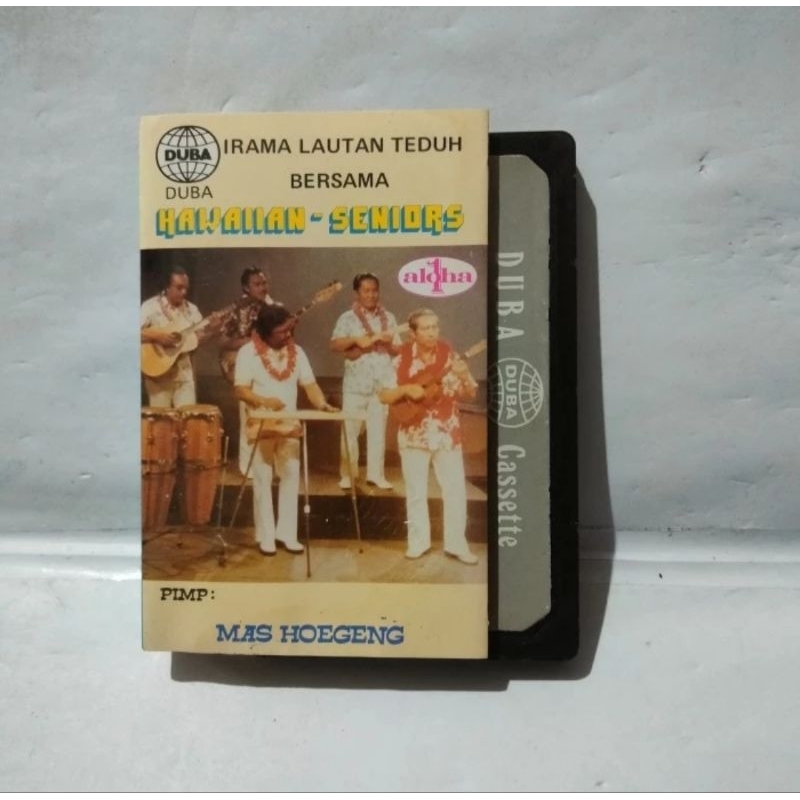 DUBA
DUBA
IRAMA LAUTAN TEDUH
BERSAMA
HAWAIIAN - SENIORS
aloha
1
PIMP:
MAS HOEGENG
DUBA
DUBA
Cassette